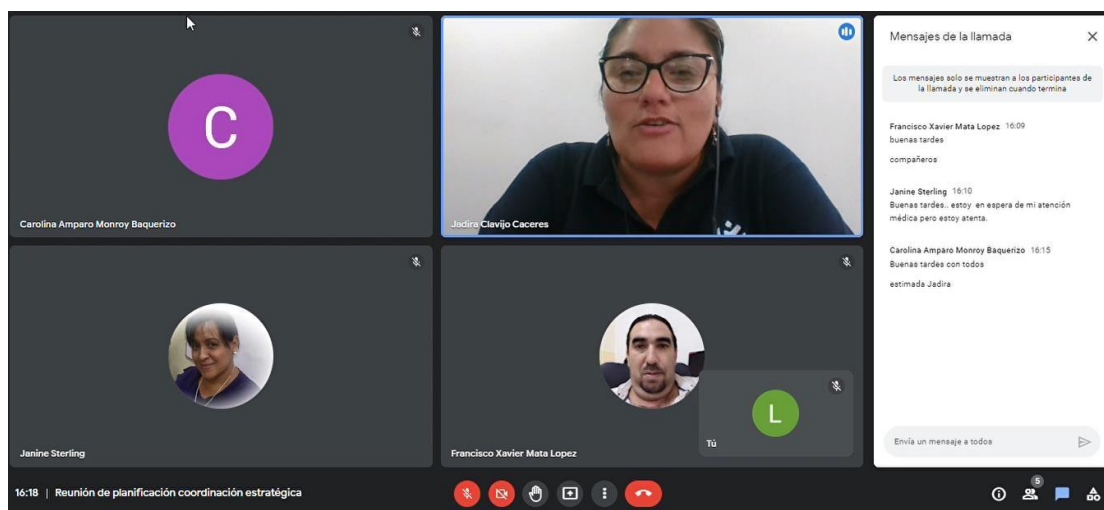 C
Carolina Amparo Monroy Baquerizo
Jadira Clavijo Caceres
Janine Sterling
Francisco Xavier Mata Lopez
L
Tú
Mensajes de la llamada
Los mensajes solo se muestran a los participantes de
la llamada y se eliminan cuando termina
Francisco Xavier Mata Lopez 16:09
buenas tardes
compañeros
Janine Sterling 16:10
Buenas tardes.. estoy en espera de mi atención
médica pero estoy atenta.
Carolina Amparo Monroy Baquerizo 16:15
Buenas tardes con todos
estimada Jadira
Envía un mensaje a todos
16:18 | Reunión de planificación coordinación estratégica
5